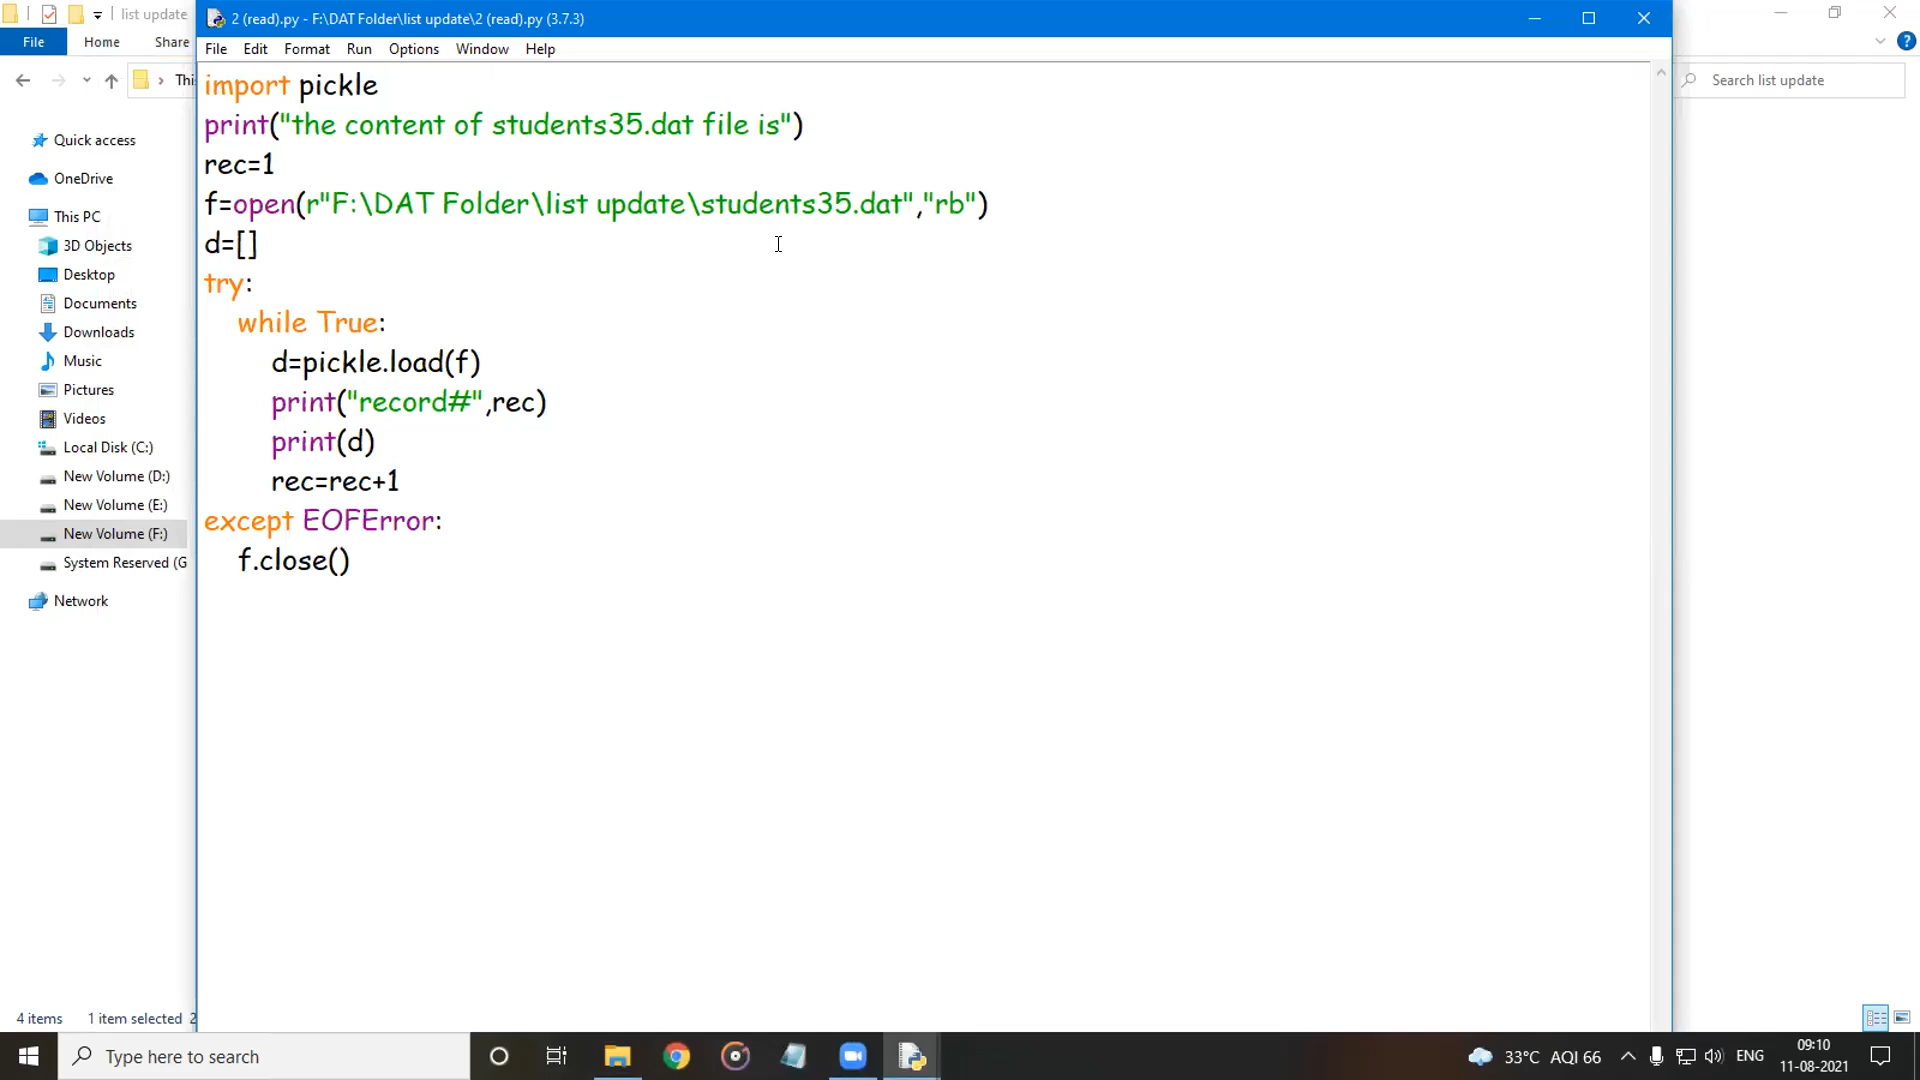 list update
2 (read).py - F:\DAT Folder\list update\2 (read).py (3.7.3)
File Home Share
File Edit Format Run Options Window Help
Search list update
import pickle
print("the content of students35.dat file is")
rec=1
f=open(r"F:\DAT Folder\list update\students35.dat","rb")
d=[]
try:
    while True:
        d=pickle.load(f)
        print("record#",rec)
        print(d)
        rec=rec+1
except EOFError:
    f.close()
Quick access
OneDrive
This PC
3D Objects
Desktop
Documents
Downloads
Music
Pictures
Videos
Local Disk (C:)
New Volume (D:)
New Volume (E:)
New Volume (F:)
System Reserved (G
Network
4 items 1 item selected 2
Type here to search
33°C AQI 66
ENG
09:10
11-08-2021